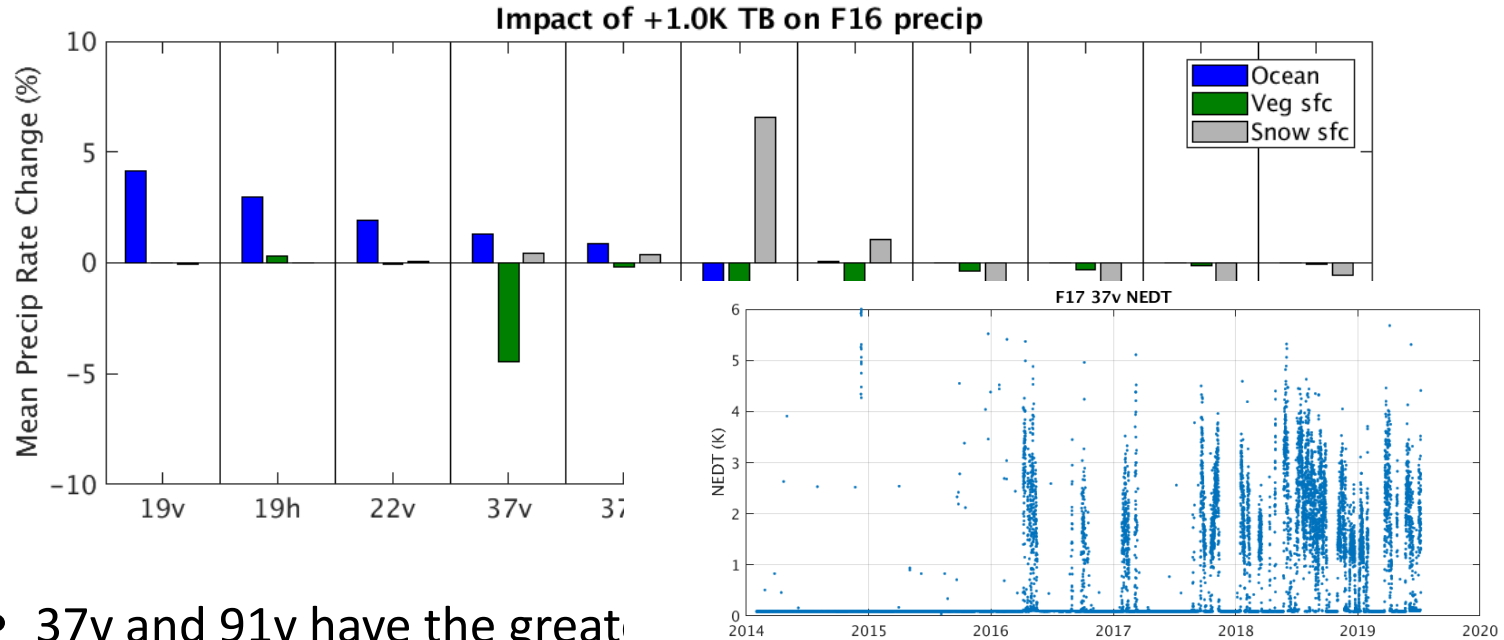 Impact of +1.0K TB on F16 precip
Mean Precip Rate Change (%)
10
5
0
−5
−10
Ocean
Veg sfc
Snow sfc
19v 19h 22v 37v 37
F17 37v NEDT
NEDT (K)
6
5
4
3
2
1
0
2014 2015 2016 2017 2018 2019 2020
• 37v and 91v have the great